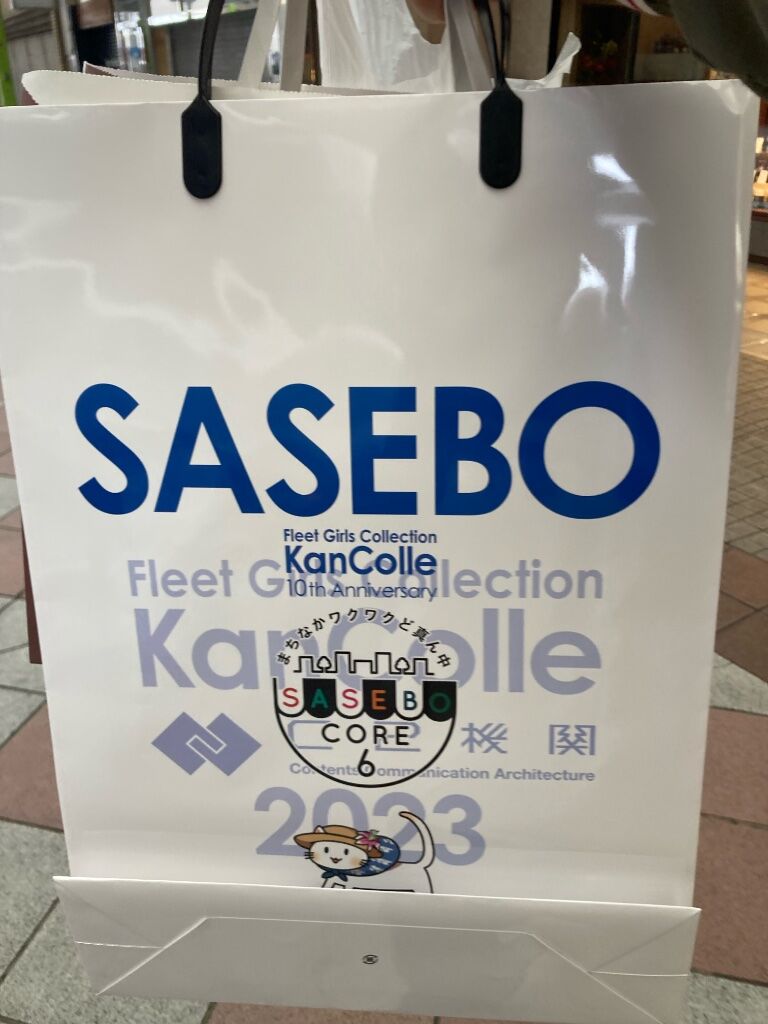 SASEBO
Fleet Girls Collection
KanColle
10th Anniversary
Fleet Girls Collection
KanColle
まちなかワクワクど真ん中
SASEBO
CORE
6
機関
Contents Communication Architecture
2023